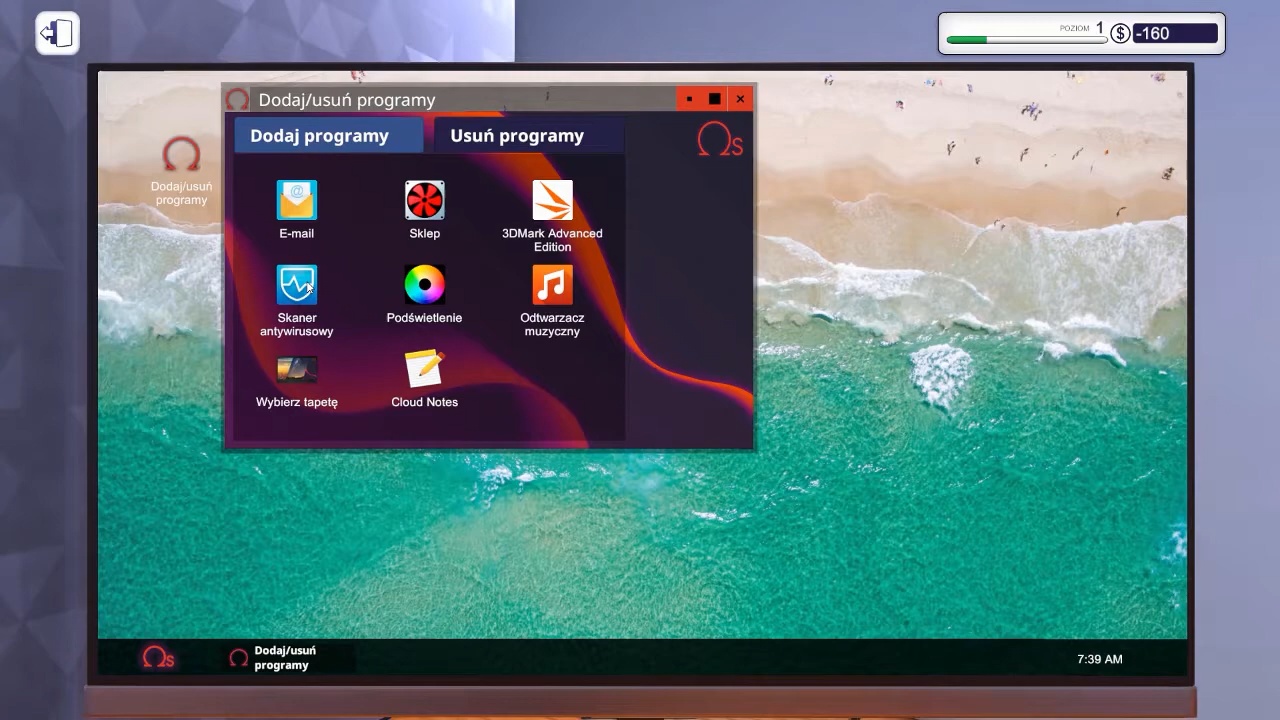 POZIOM 1 $ -160
Dodaj/usuń programy
Dodaj programy
Usuń programy
Ωs
Dodaj/usuń
programy
E-mail
Sklep
3DMark Advanced
Edition
Skaner
antywirusowy
Podświetlenie
Odtwarzacz
muzyczny
Wybierz tapetę
Cloud Notes
Ωs
Dodaj/usuń
programy
7:39 AM